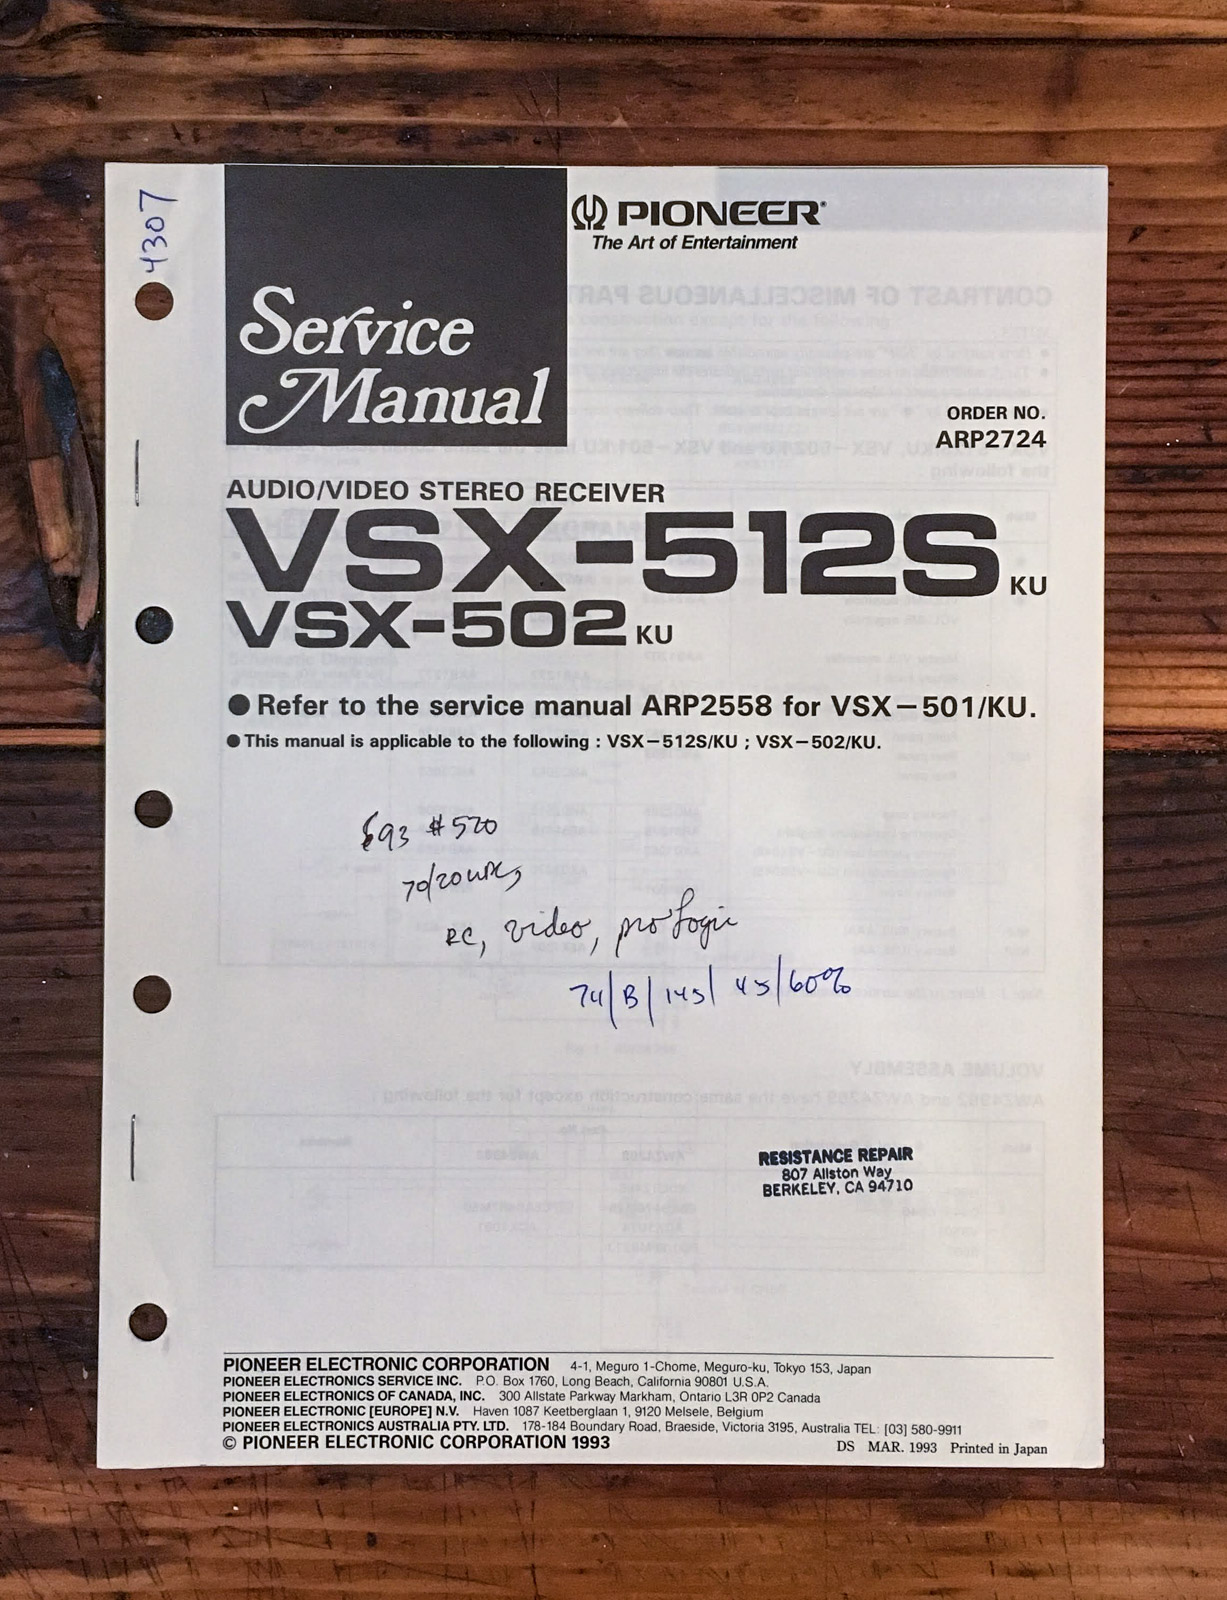 4307
PIONEER®
The Art of Entertainment
Service
Manual
ORDER NO.
ARP2724
AUDIO/VIDEO STEREO RECEIVER
VSX-512S KU
VSX-502 KU
● Refer to the service manual ARP2558 for VSX-501/KU.
● This manual is applicable to the following : VSX-512S/KU ; VSX-502/KU.
93 #520
70/20
RC, video, pro logic
74/B/145/ 45/60%
RESISTANCE REPAIR
807 Allston Way
BERKELEY, CA 94710
PIONEER ELECTRONIC CORPORATION 4-1, Meguro 1-Chome, Meguro-ku, Tokyo 153, Japan
PIONEER ELECTRONICS SERVICE INC. P.O. Box 1760, Long Beach, California 90801 U.S.A.
PIONEER ELECTRONICS OF CANADA, INC. 300 Allstate Parkway Markham, Ontario L3R 0P2 Canada
PIONEER ELECTRONIC [EUROPE] N.V. Haven 1087 Keetberglaan 1, 9120 Melsele, Belgium
PIONEER ELECTRONICS AUSTRALIA PTY. LTD. 178-184 Boundary Road, Braeside, Victoria 3195, Australia TEL: [03] 580-9911
© PIONEER ELECTRONIC CORPORATION 1993
DS MAR. 1993 Printed in Japan